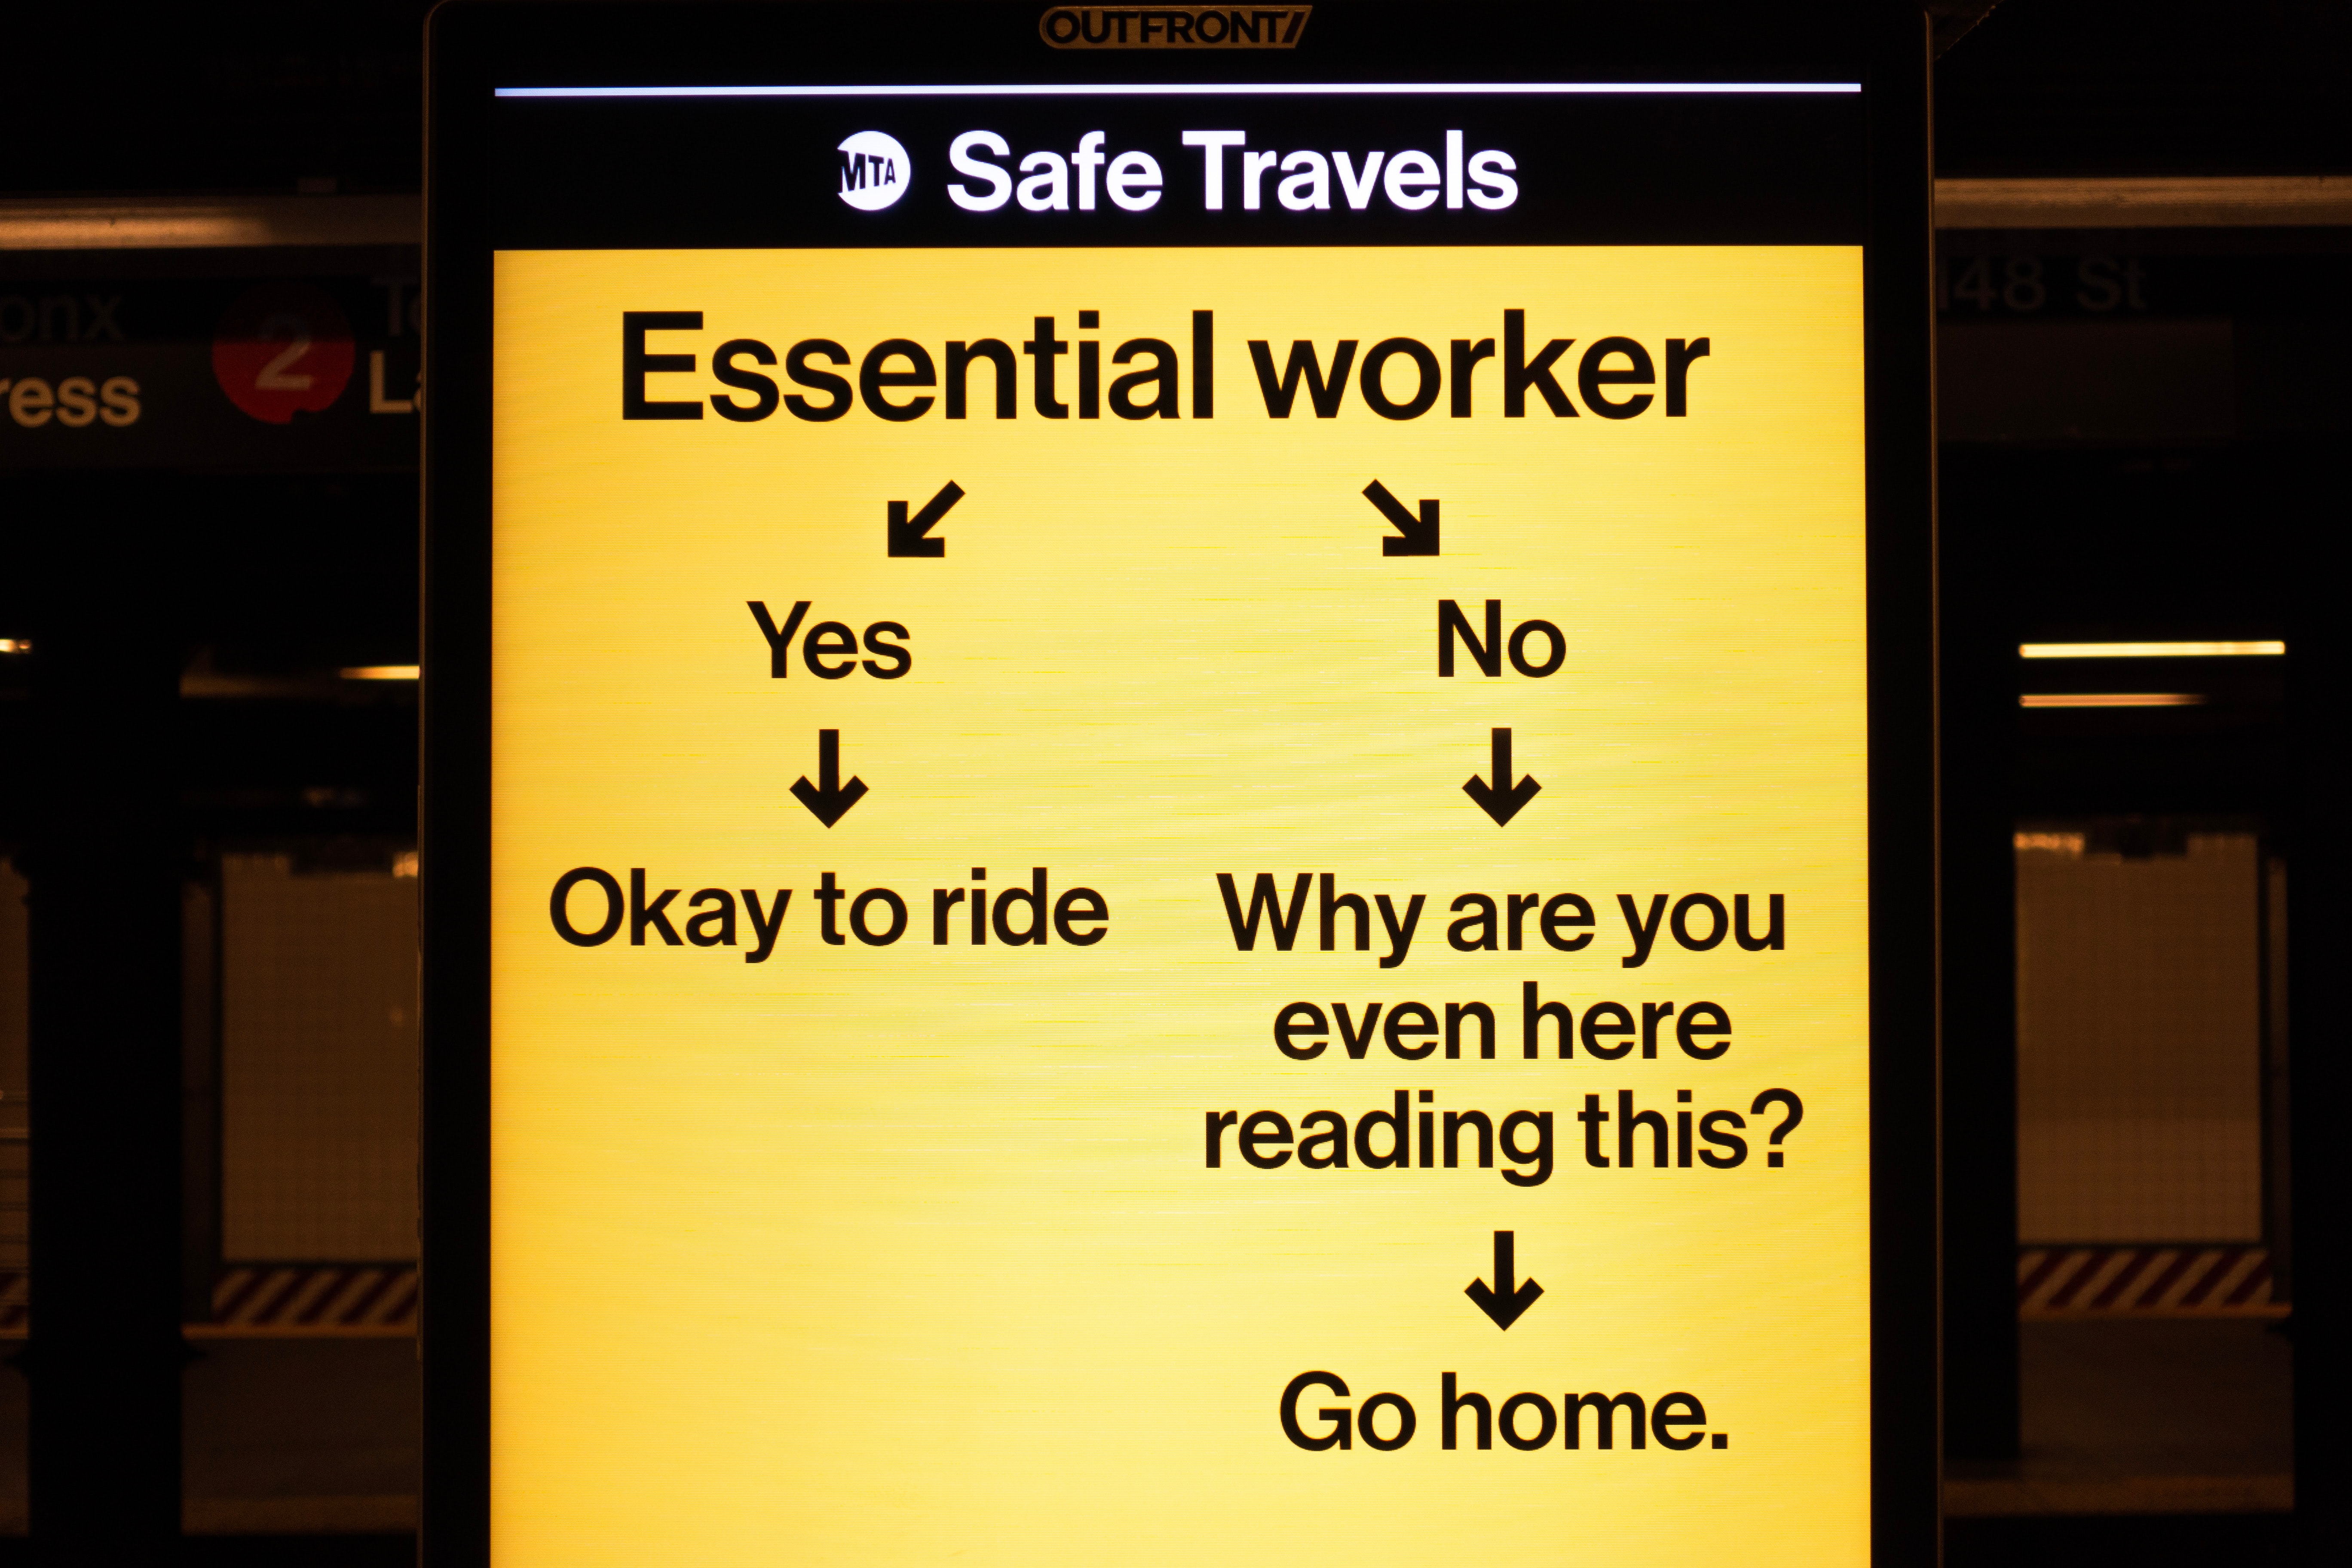 OUTFRONT/
MTA Safe Travels
Essential worker
Yes
No
Okay to ride
Why are you
even here
reading this?
Go home.
onx
ress
2
148 St